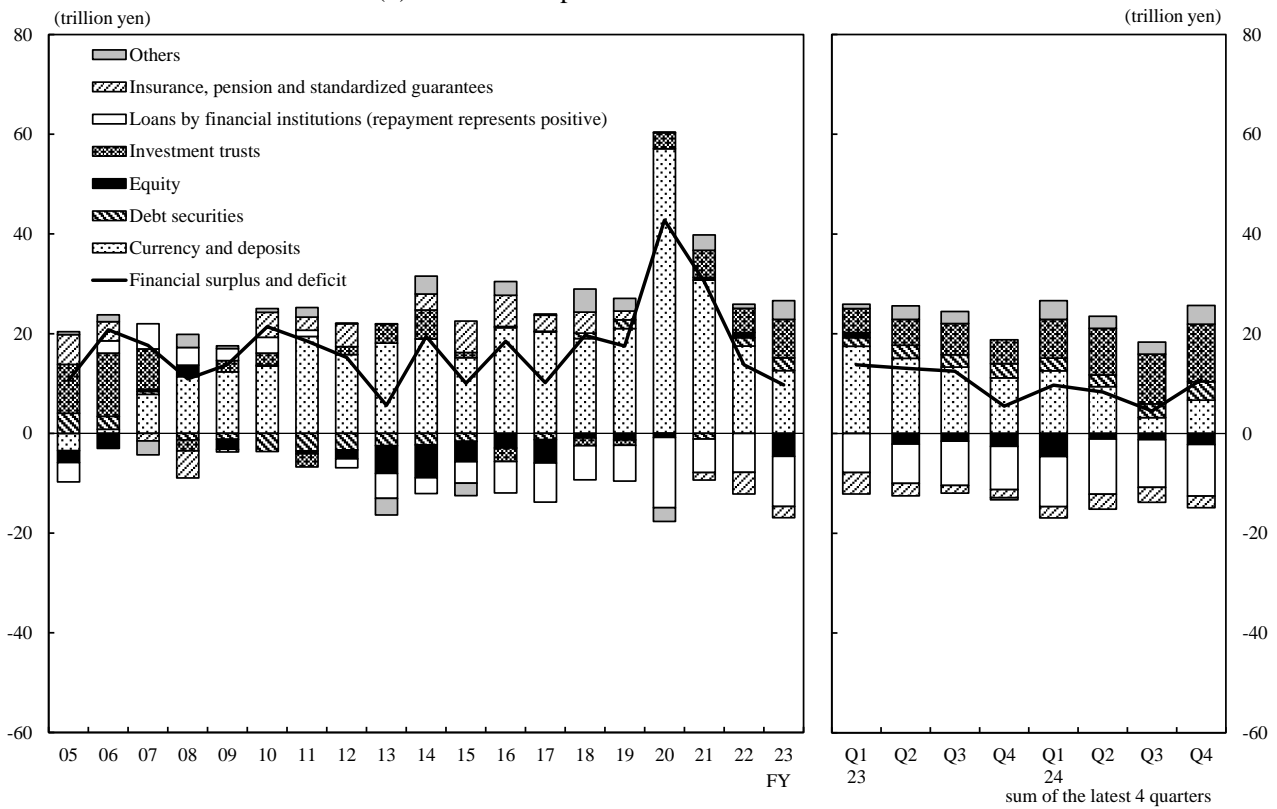 (trillion yen)
(trillion yen)
80
60
40
20
0
-20
-40
-60
Others
Insurance, pension and standardized guarantees
Loans by financial institutions (repayment represents positive)
Investment trusts
Equity
Debt securities
Currency and deposits
Financial surplus and deficit
05 06 07 08 09 10 11 12 13 14 15 16 17 18 19 20 21 22 23
FY
80
60
40
20
0
-20
-40
-60
Q1 Q2 Q3 Q4 Q1 Q2 Q3 Q4
23 24
sum of the latest 4 quarters